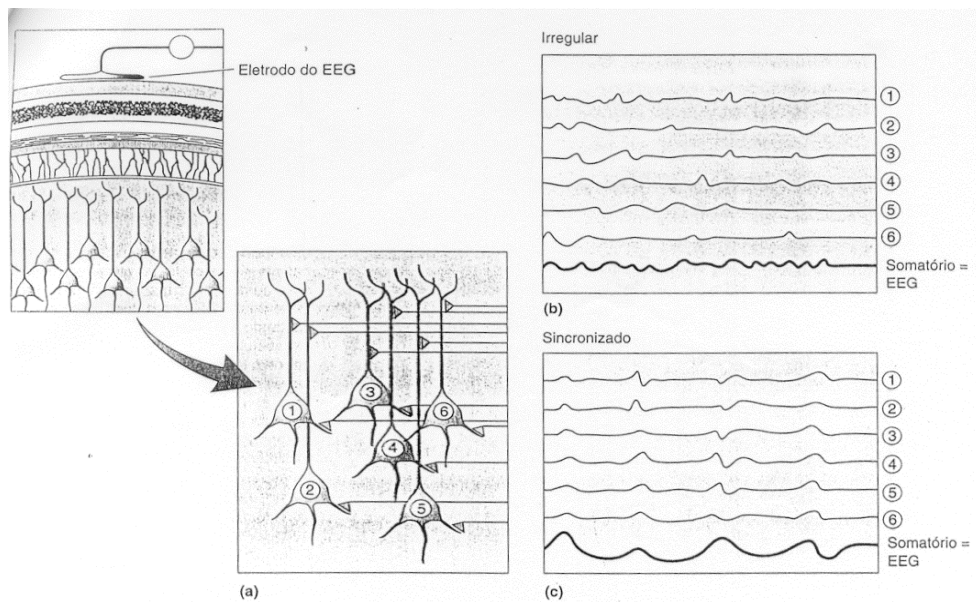 Eletrodo do EEG
3
1
6
4
2
5
(a)
Irregular
1
2
3
4
5
6
Somatório =
EEG
(b)
Sincronizado
1
2
3
4
5
6
Somatório =
EEG
(c)